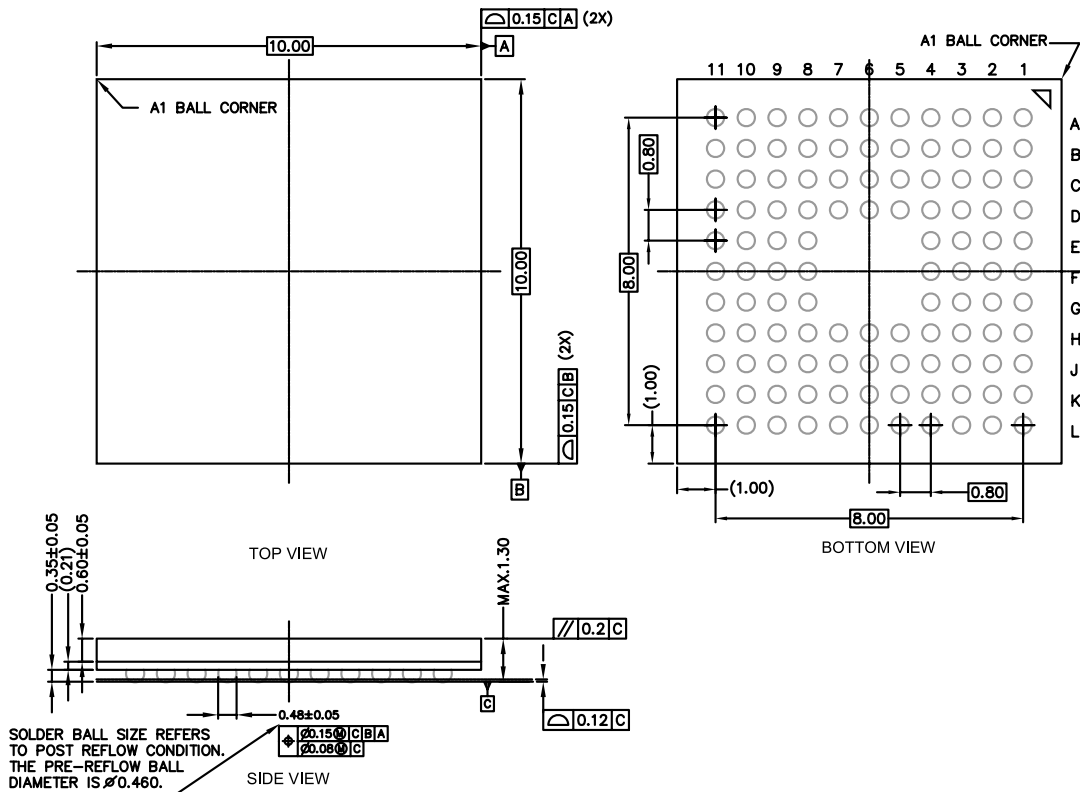 ⌓ 0.15 C A (2X)
10.00
A
A1 BALL CORNER
10.00
⌓ 0.15 C B (2X)
B
TOP VIEW
A1 BALL CORNER
11 10 9 8 7 6 5 4 3 2 1
A
B
C
D
E
F
G
H
J
K
L
0.80
8.00
(1.00)
(1.00)
0.80
8.00
BOTTOM VIEW
0.35±0.05
(0.21)
0.60±0.05
MAX.1.30
// 0.2 C
C
⌓ 0.12 C
0.48±0.05
⌖ Ø0.15Ⓜ C B A
Ø0.08Ⓜ C
SOLDER BALL SIZE REFERS
TO POST REFLOW CONDITION.
THE PRE-REFLOW BALL
DIAMETER IS Ø0.460.
SIDE VIEW